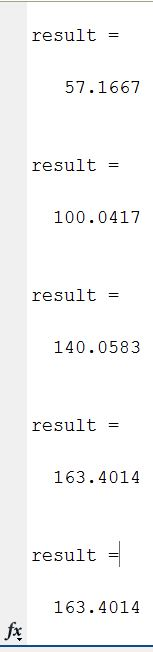 result =
57.1667
result =
100.0417
result =
140.0583
result =
163.4014
result =
163.4014
fx